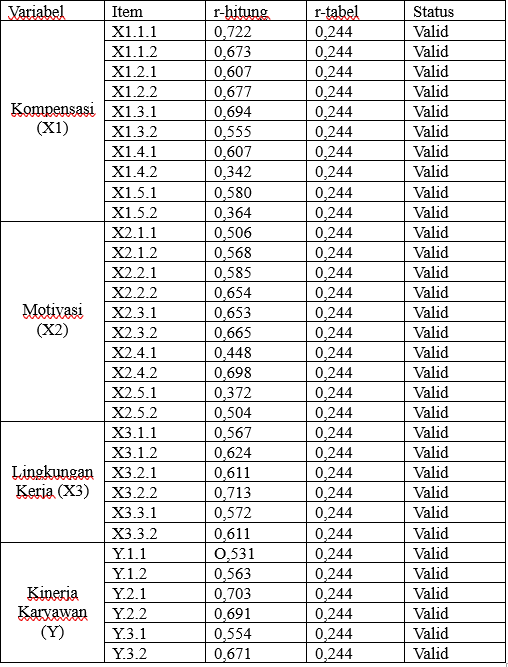 Variabel Item r-hitung r-tabel Status
Kompensasi (X1) X1.1.1 0,722 0,244 Valid
X1.1.2 0,673 0,244 Valid
X1.2.1 0,607 0,244 Valid
X1.2.2 0,677 0,244 Valid
X1.3.1 0,694 0,244 Valid
X1.3.2 0,555 0,244 Valid
X1.4.1 0,607 0,244 Valid
X1.4.2 0,342 0,244 Valid
X1.5.1 0,580 0,244 Valid
X1.5.2 0,364 0,244 Valid
Motivasi (X2) X2.1.1 0,506 0,244 Valid
X2.1.2 0,568 0,244 Valid
X2.2.1 0,585 0,244 Valid
X2.2.2 0,654 0,244 Valid
X2.3.1 0,653 0,244 Valid
X2.3.2 0,665 0,244 Valid
X2.4.1 0,448 0,244 Valid
X2.4.2 0,698 0,244 Valid
X2.5.1 0,372 0,244 Valid
X2.5.2 0,504 0,244 Valid
Lingkungan Kerja (X3) X3.1.1 0,567 0,244 Valid
X3.1.2 0,624 0,244 Valid
X3.2.1 0,611 0,244 Valid
X3.2.2 0,713 0,244 Valid
X3.3.1 0,572 0,244 Valid
X3.3.2 0,611 0,244 Valid
Kinerja Karyawan (Y) Y.1.1 O,531 0,244 Valid
Y.1.2 0,563 0,244 Valid
Y.2.1 0,703 0,244 Valid
Y.2.2 0,691 0,244 Valid
Y.3.1 0,554 0,244 Valid
Y.3.2 0,671 0,244 Valid